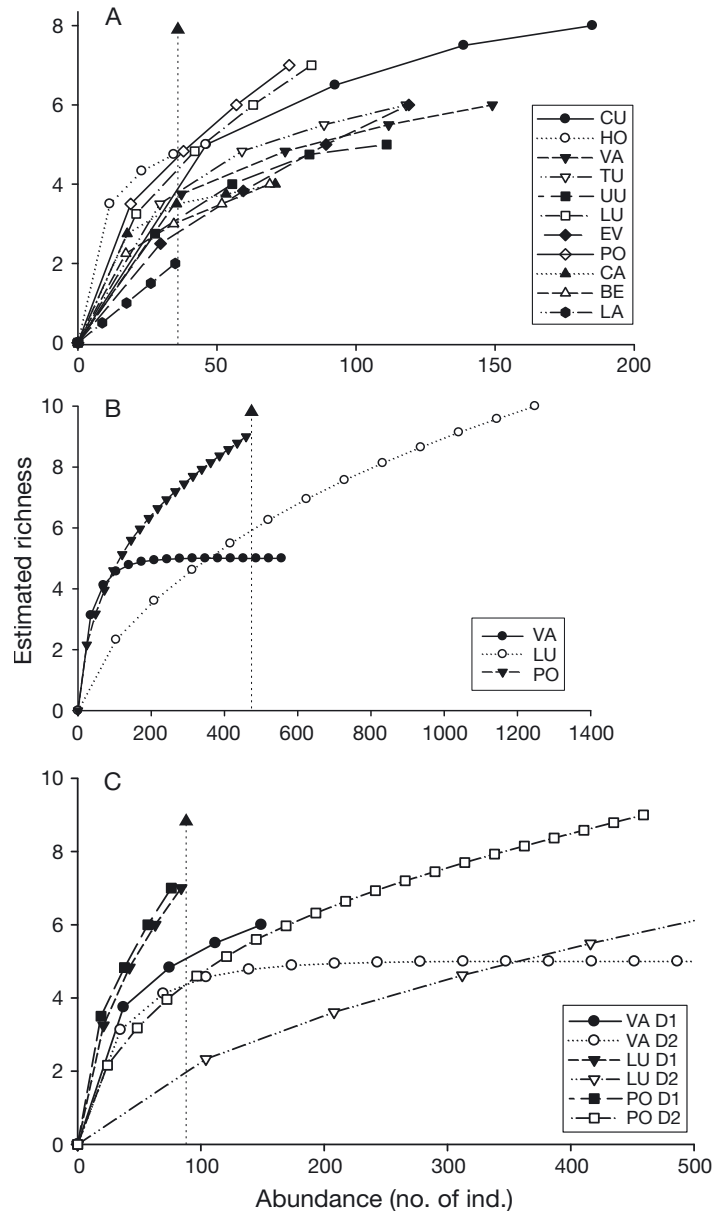 A
8
6
4
2
0
0 50 100 150 200
CU
HO
VA
TU
UU
LU
EV
PO
CA
BE
LA
B
10
8
6
4
2
0
0 200 400 600 800 1000 1200 1400
VA
LU
PO
Estimated richness
C
10
8
6
4
2
0
0 100 200 300 400 500
VA D1
VA D2
LU D1
LU D2
PO D1
PO D2
Abundance (no. of ind.)